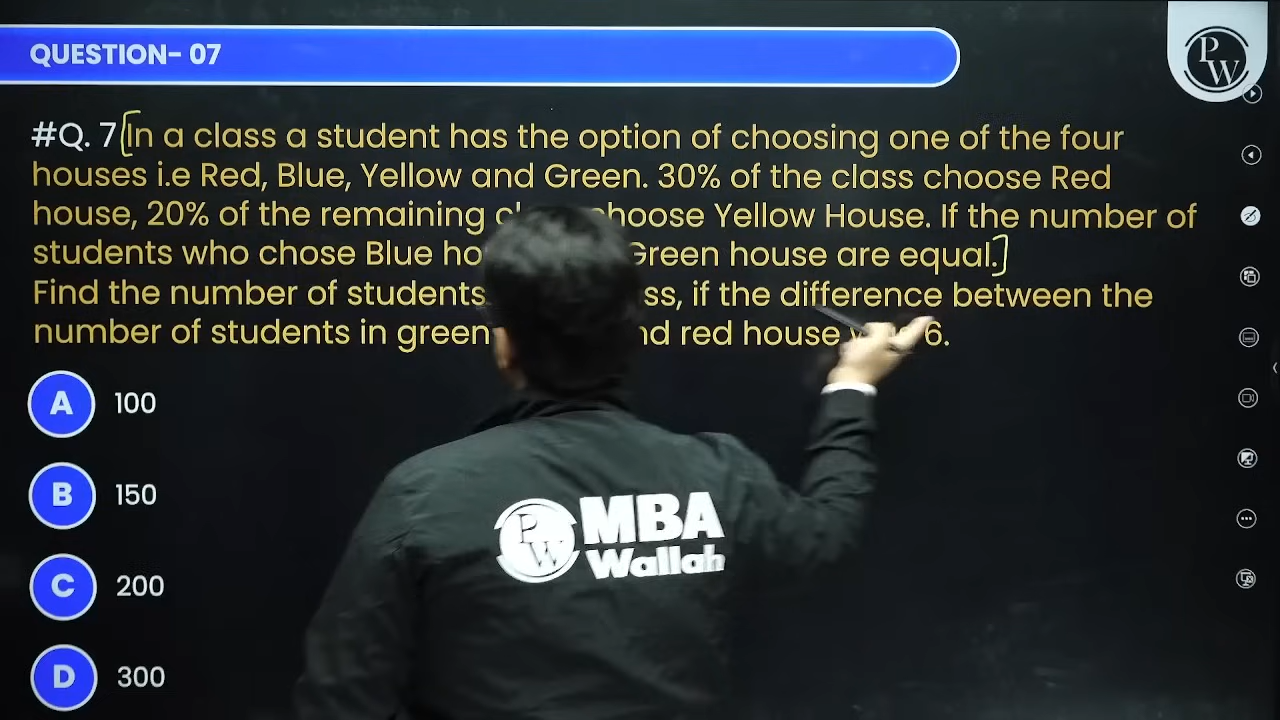 QUESTION- 07
PW
#Q. 7 In a class a student has the option of choosing one of the four
houses i.e Red, Blue, Yellow and Green. 30% of the class choose Red
house, 20% of the remaining choose Yellow House. If the number of
students who chose Blue Green house are equal.
Find the number of students if the difference between the
number of students in green red house 6.
A 100
B 150
C 200
D 300
PW MBA
Wallah